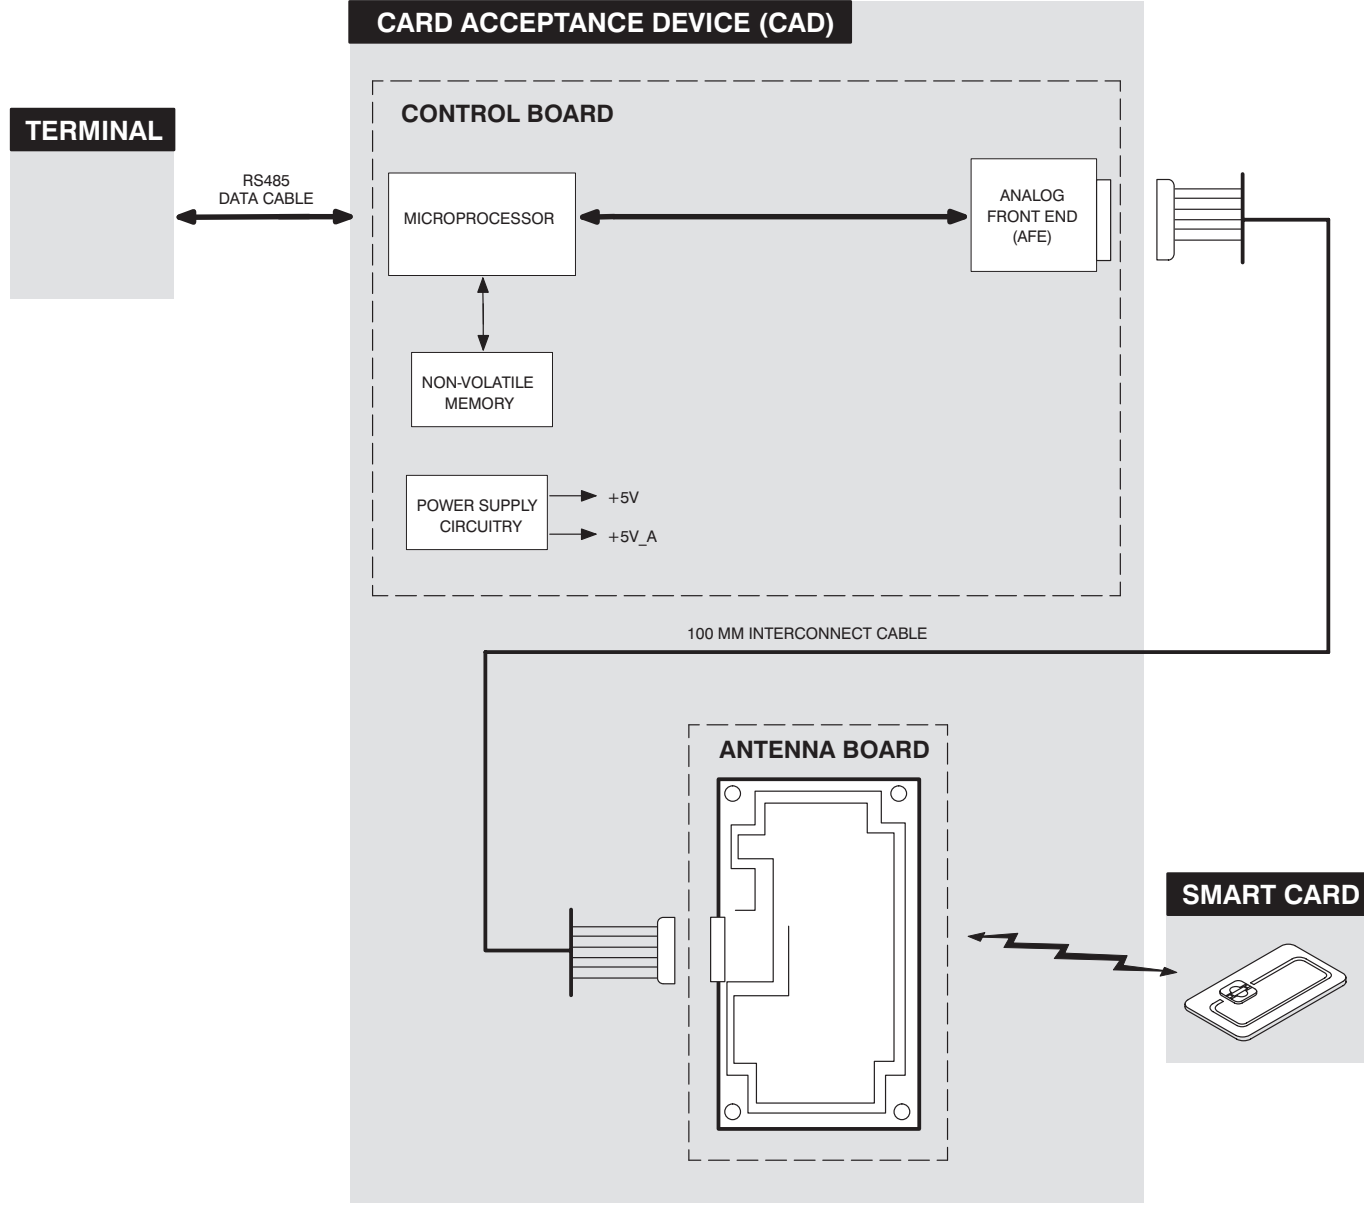 CARD ACCEPTANCE DEVICE (CAD)
CONTROL BOARD
TERMINAL
RS485
DATA CABLE
MICROPROCESSOR
ANALOG
FRONT END
(AFE)
NON-VOLATILE
MEMORY
POWER SUPPLY
CIRCUITRY
+5V
+5V_A
100 MM INTERCONNECT CABLE
ANTENNA BOARD
SMART CARD